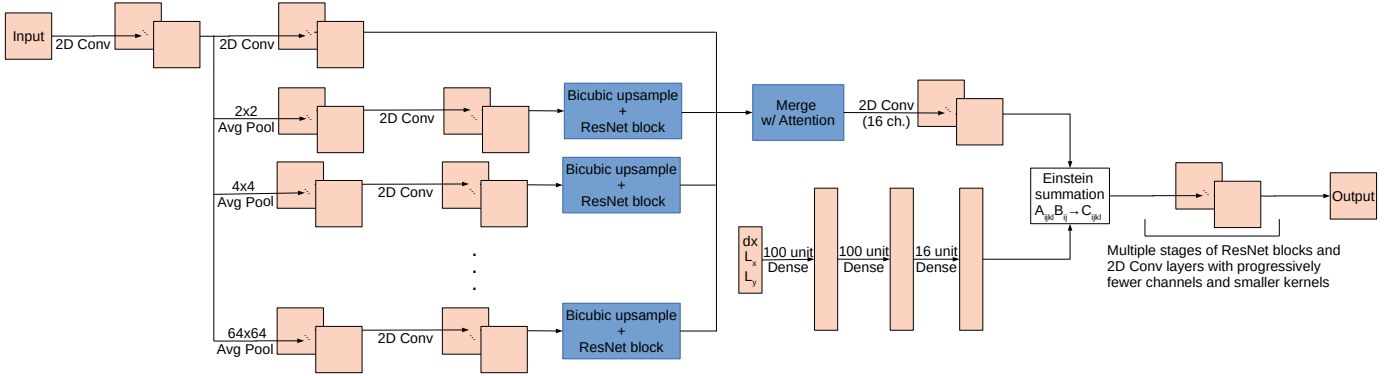 Input
2D Conv
2D Conv
2x2
Avg Pool
2D Conv
Bicubic upsample
+
ResNet block
4x4
Avg Pool
2D Conv
Bicubic upsample
+
ResNet block
64x64
Avg Pool
2D Conv
Bicubic upsample
+
ResNet block
Merge
w/ Attention
2D Conv
(16 ch.)
dx
L_x
L_y
100 unit
Dense
100 unit
Dense
16 unit
Dense
Einstein
summation
A_ijkl B_ij → C_ijkl
Multiple stages of ResNet blocks and
2D Conv layers with progressively
fewer channels and smaller kernels
Output